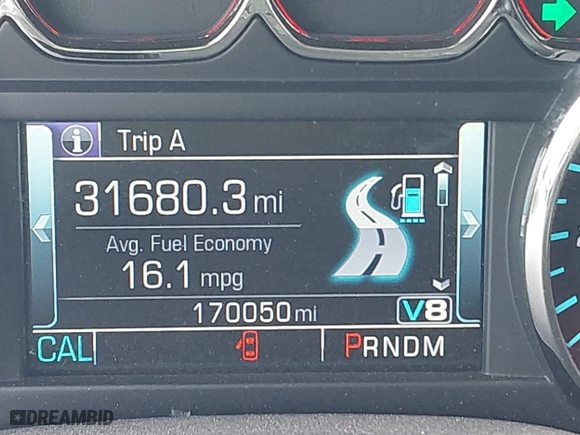 Trip A
31680.3 mi
Avg. Fuel Economy
16.1 mpg
170050 mi V8
CAL PRNDM
DREAMBID